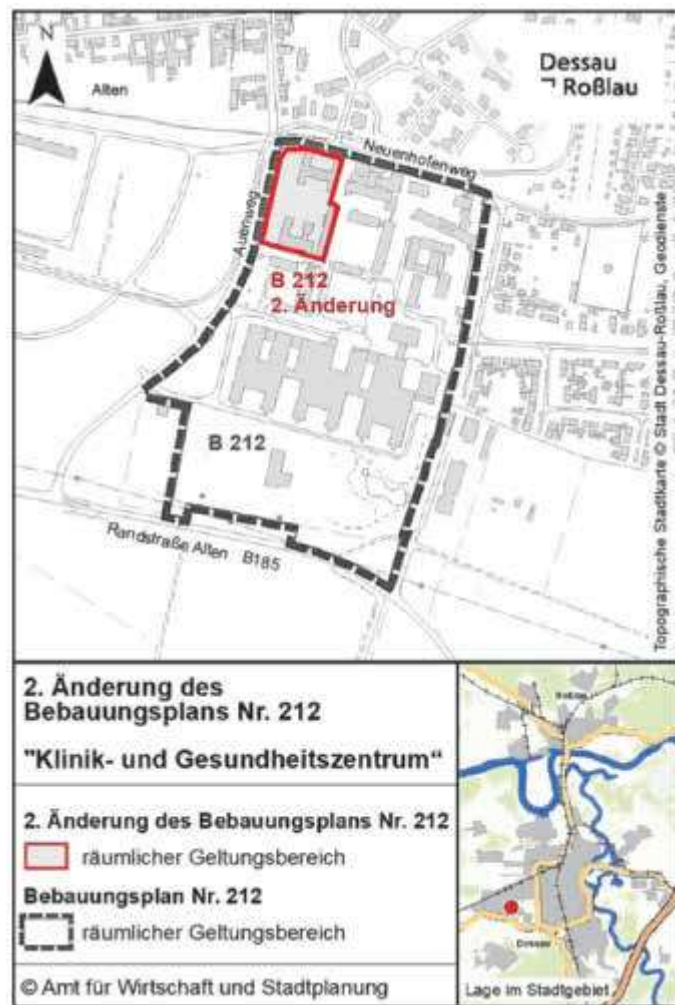 N
Alten
Dessau
Roßlau
Neuenhofenweg
Auenweg
B 212
2. Änderung
B 212
Randstraße Alten B185
Topographische Stadtkarte © Stadt Dessau-Roßlau, Geodienste
2. Änderung des
Bebauungsplans Nr. 212
"Klinik- und Gesundheitszentrum“
2. Änderung des Bebauungsplans Nr. 212
räumlicher Geltungsbereich
Bebauungsplan Nr. 212
räumlicher Geltungsbereich
© Amt für Wirtschaft und Stadtplanung
Roßlau
Dessau
Lage im Stadtgebiet